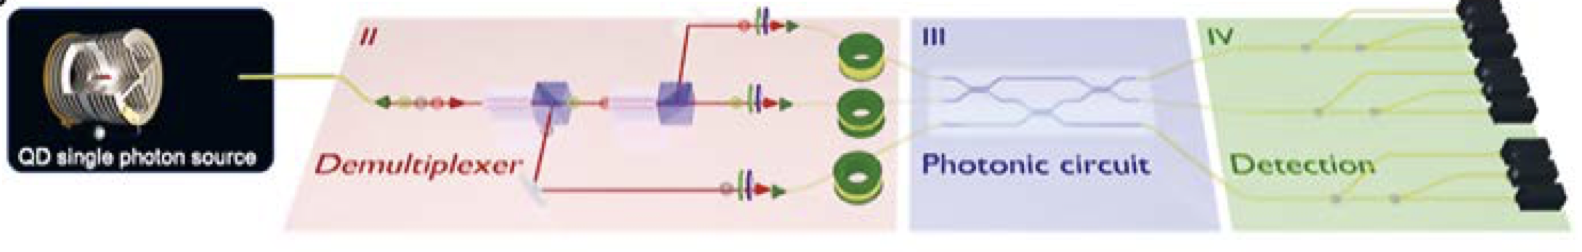 QD single photon source
II
Demultiplexer
III
Photonic circuit
IV
Detection